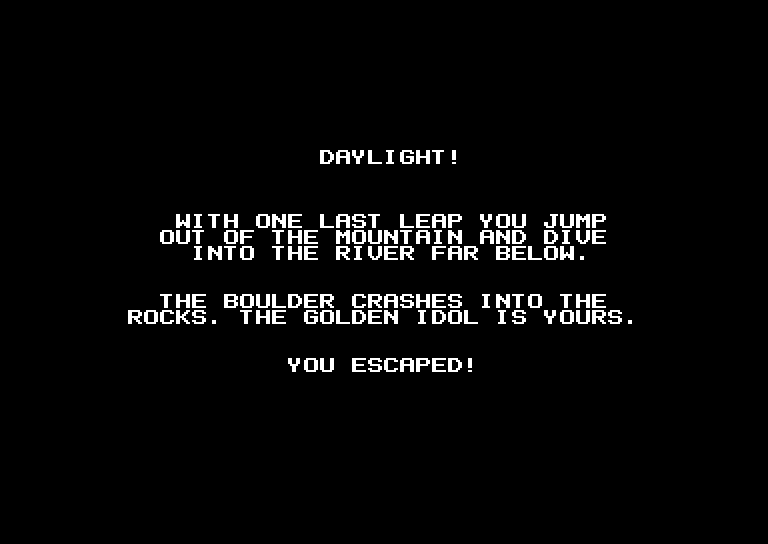 DAYLIGHT!
WITH ONE LAST LEAP YOU JUMP
OUT OF THE MOUNTAIN AND DIVE
INTO THE RIVER FAR BELOW.
THE BOULDER CRASHES INTO THE
ROCKS. THE GOLDEN IDOL IS YOURS.
YOU ESCAPED!